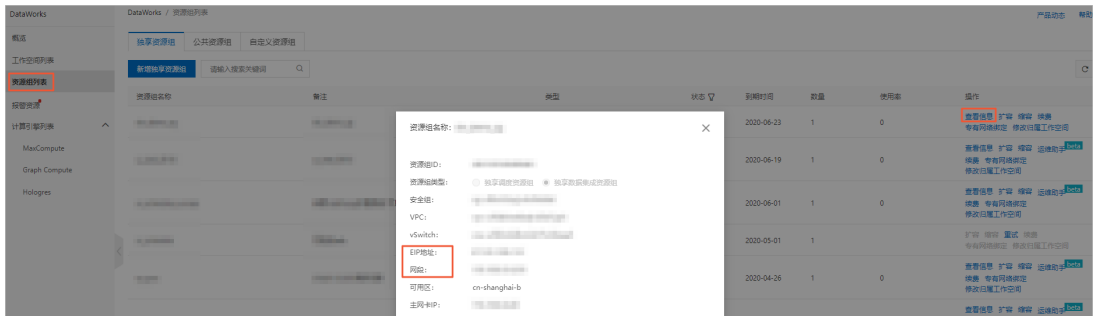 DataWorks
DataWorks / 资源组列表
产品动态 帮助
概览
独享资源组 公共资源组 自定义资源组
工作空间列表
新增独享资源组 请输入搜索关键词
资源组列表
资源组名称 备注 类型 状态 到期时间 数量 使用率 操作
报警资源
计算引擎列表
MaxCompute
Graph Compute
Hologres
2020-06-23 1 0 查看信息 扩容 缩容 续费
专有网络绑定 修改归属工作空间
2020-06-19 1 0 查看信息 扩容 缩容 运维助手 beta
续费 专有网络绑定
修改归属工作空间
2020-06-01 1 0 查看信息 扩容 缩容 运维助手 beta
续费 专有网络绑定
修改归属工作空间
2020-05-01 1 扩容 缩容 重试 续费
专有网络绑定 修改归属工作空间
2020-04-26 1 0 查看信息 扩容 缩容 运维助手 beta
续费 专有网络绑定
修改归属工作空间
查看信息 扩容 缩容 运维助手 beta
资源组名称:
资源组ID:
资源组类型: 独享调度资源组 独享数据集成资源组
安全组:
VPC:
vSwitch:
EIP地址:
网段:
可用区: cn-shanghai-b
主网卡IP: